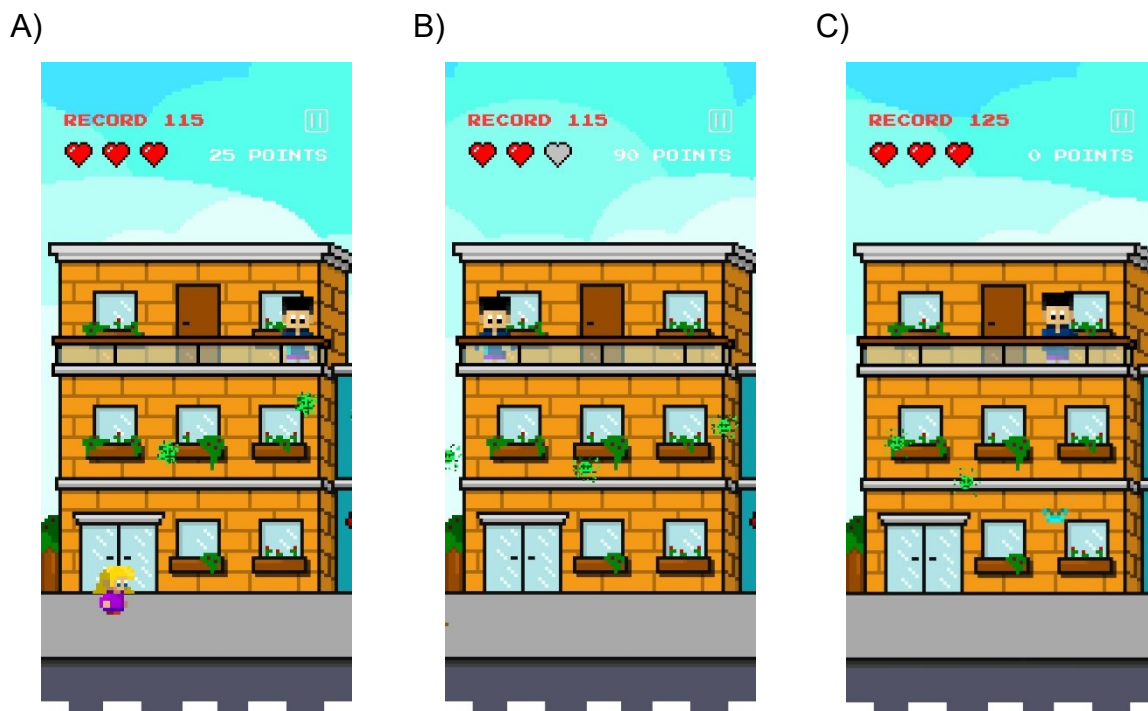 A)
B)
C)
RECORD 115
25 POINTS
RECORD 115
90 POINTS
RECORD 125
0 POINTS